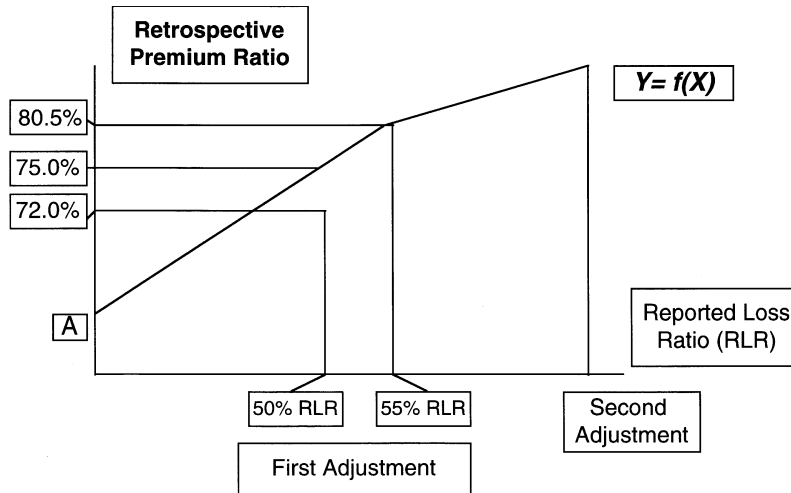 Retrospective
Premium Ratio
Y= f(X)
80.5%
75.0%
72.0%
A
Reported Loss
Ratio (RLR)
50% RLR
55% RLR
Second
Adjustment
First Adjustment